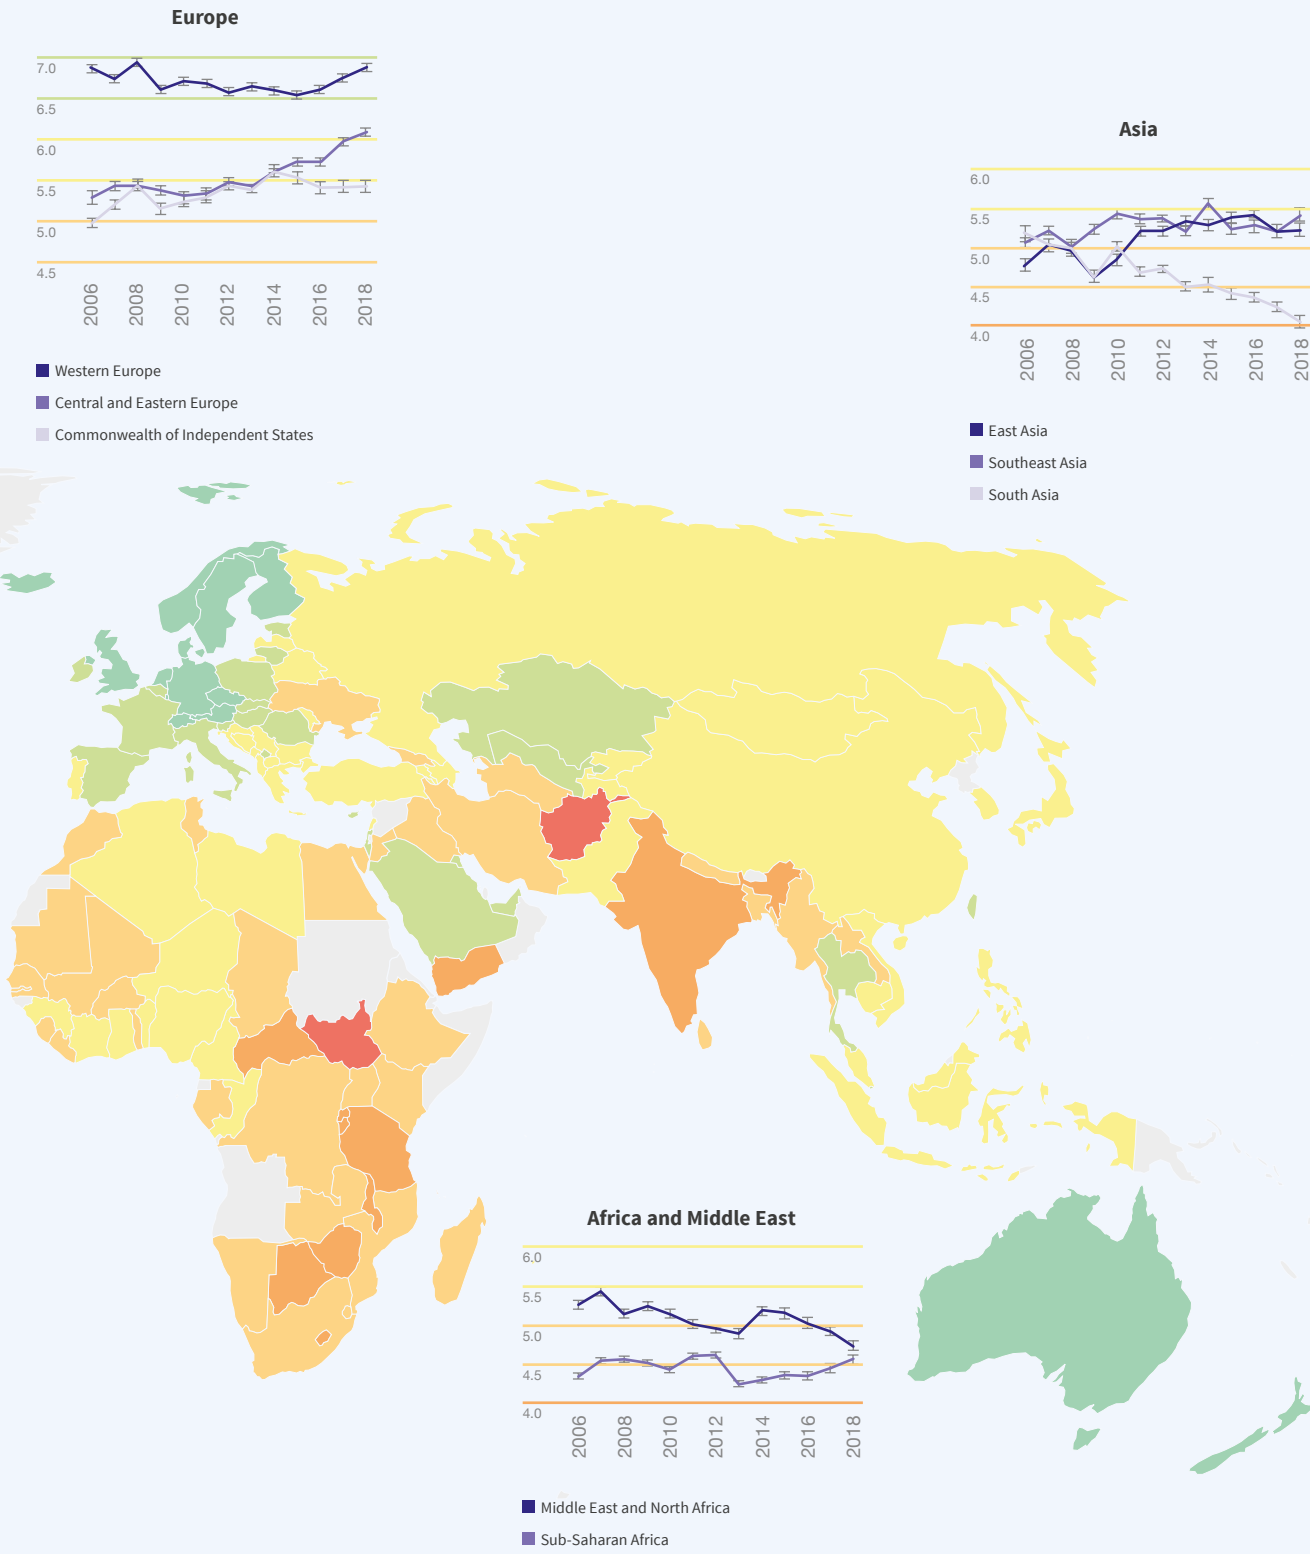 Europe
7.0
6.5
6.0
5.5
5.0
4.5
2006 2008 2010 2012 2014 2016 2018
Western Europe
Central and Eastern Europe
Commonwealth of Independent States
Asia
6.0
5.5
5.0
4.5
4.0
2006 2008 2010 2012 2014 2016 2018
East Asia
Southeast Asia
South Asia
Africa and Middle East
6.0
5.5
5.0
4.5
4.0
2006 2008 2010 2012 2014 2016 2018
Middle East and North Africa
Sub-Saharan Africa